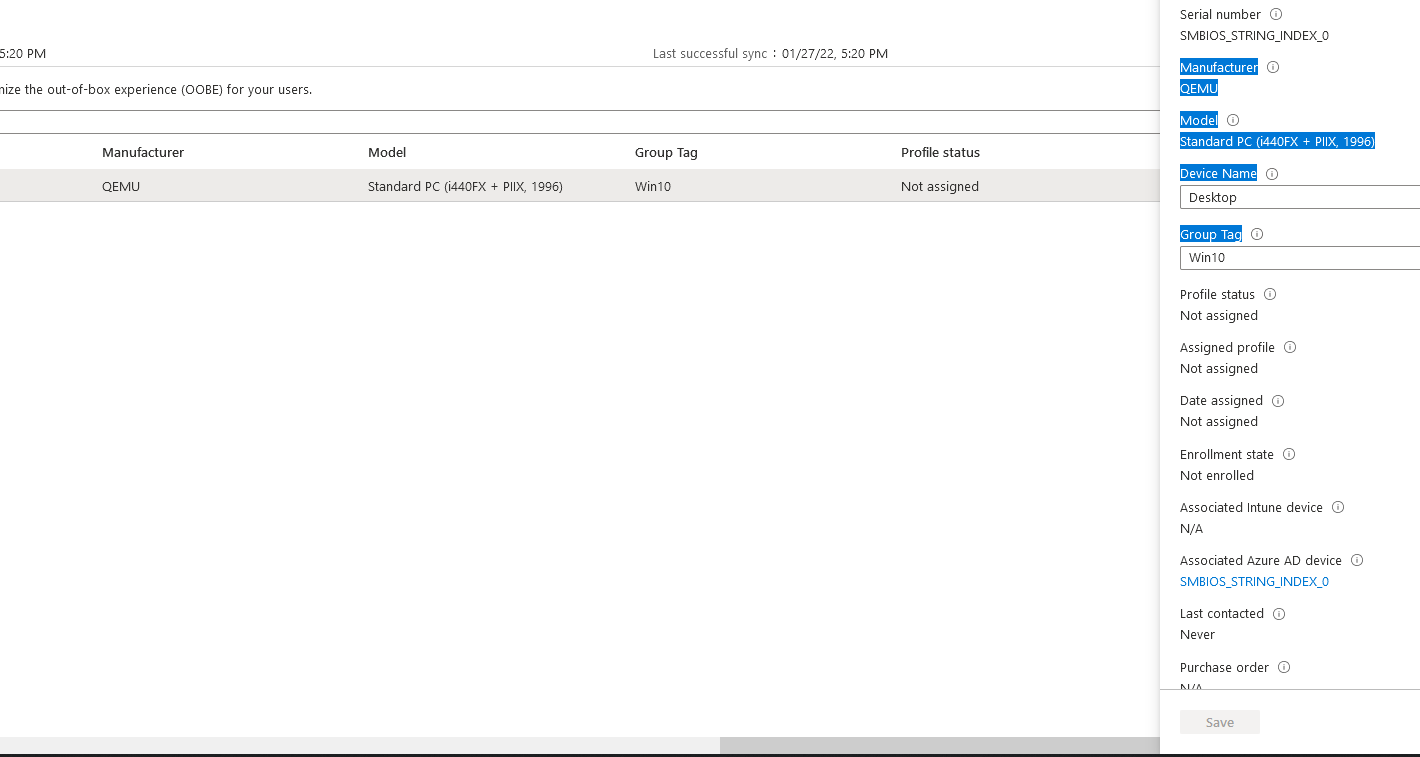 5:20 PM
Last successful sync : 01/27/22, 5:20 PM
nize the out-of-box experience (OOBE) for your users.
Manufacturer Model Group Tag Profile status
QEMU Standard PC (i440FX + PIIX, 1996) Win10 Not assigned
Serial number
SMBIOS_STRING_INDEX_0
Manufacturer
QEMU
Model
Standard PC (i440FX + PIIX, 1996)
Device Name
Desktop
Group Tag
Win10
Profile status
Not assigned
Assigned profile
Not assigned
Date assigned
Not assigned
Enrollment state
Not enrolled
Associated Intune device
N/A
Associated Azure AD device
SMBIOS_STRING_INDEX_0
Last contacted
Never
Purchase order
N/A
Save